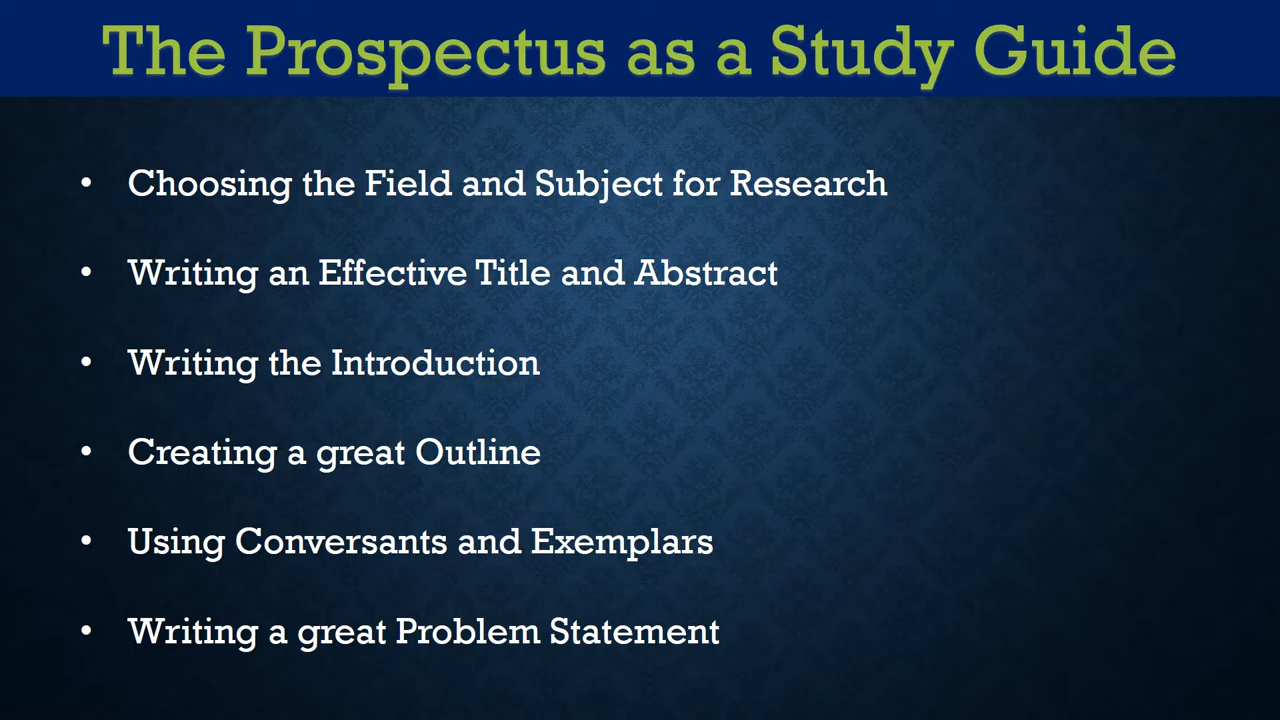 The Prospectus as a Study Guide
• Choosing the Field and Subject for Research
• Writing an Effective Title and Abstract
• Writing the Introduction
• Creating a great Outline
• Using Conversants and Exemplars
• Writing a great Problem Statement